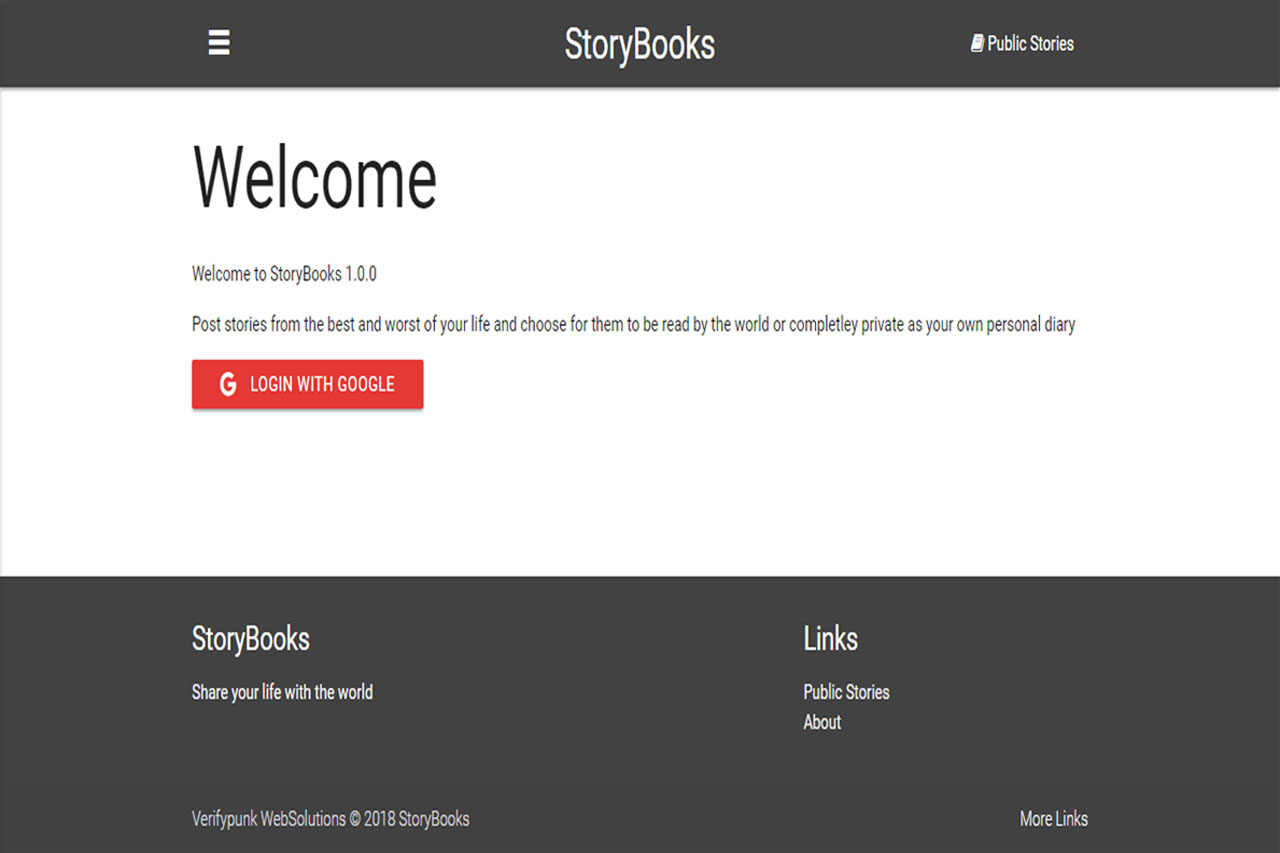 StoryBooks
Public Stories
Welcome
Welcome to StoryBooks 1.0.0
Post stories from the best and worst of your life and choose for them to be read by the world or completley private as your own personal diary
G LOGIN WITH GOOGLE
StoryBooks
Share your life with the world
Links
Public Stories
About
Verifypunk WebSolutions © 2018 StoryBooks
More Links